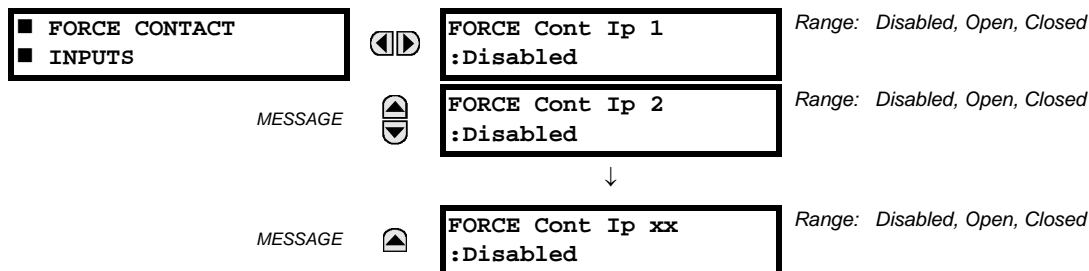 ■ FORCE CONTACT
■ INPUTS
FORCE Cont Ip 1
:Disabled
Range: Disabled, Open, Closed
MESSAGE
FORCE Cont Ip 2
:Disabled
Range: Disabled, Open, Closed
↓
MESSAGE
FORCE Cont Ip xx
:Disabled
Range: Disabled, Open, Closed